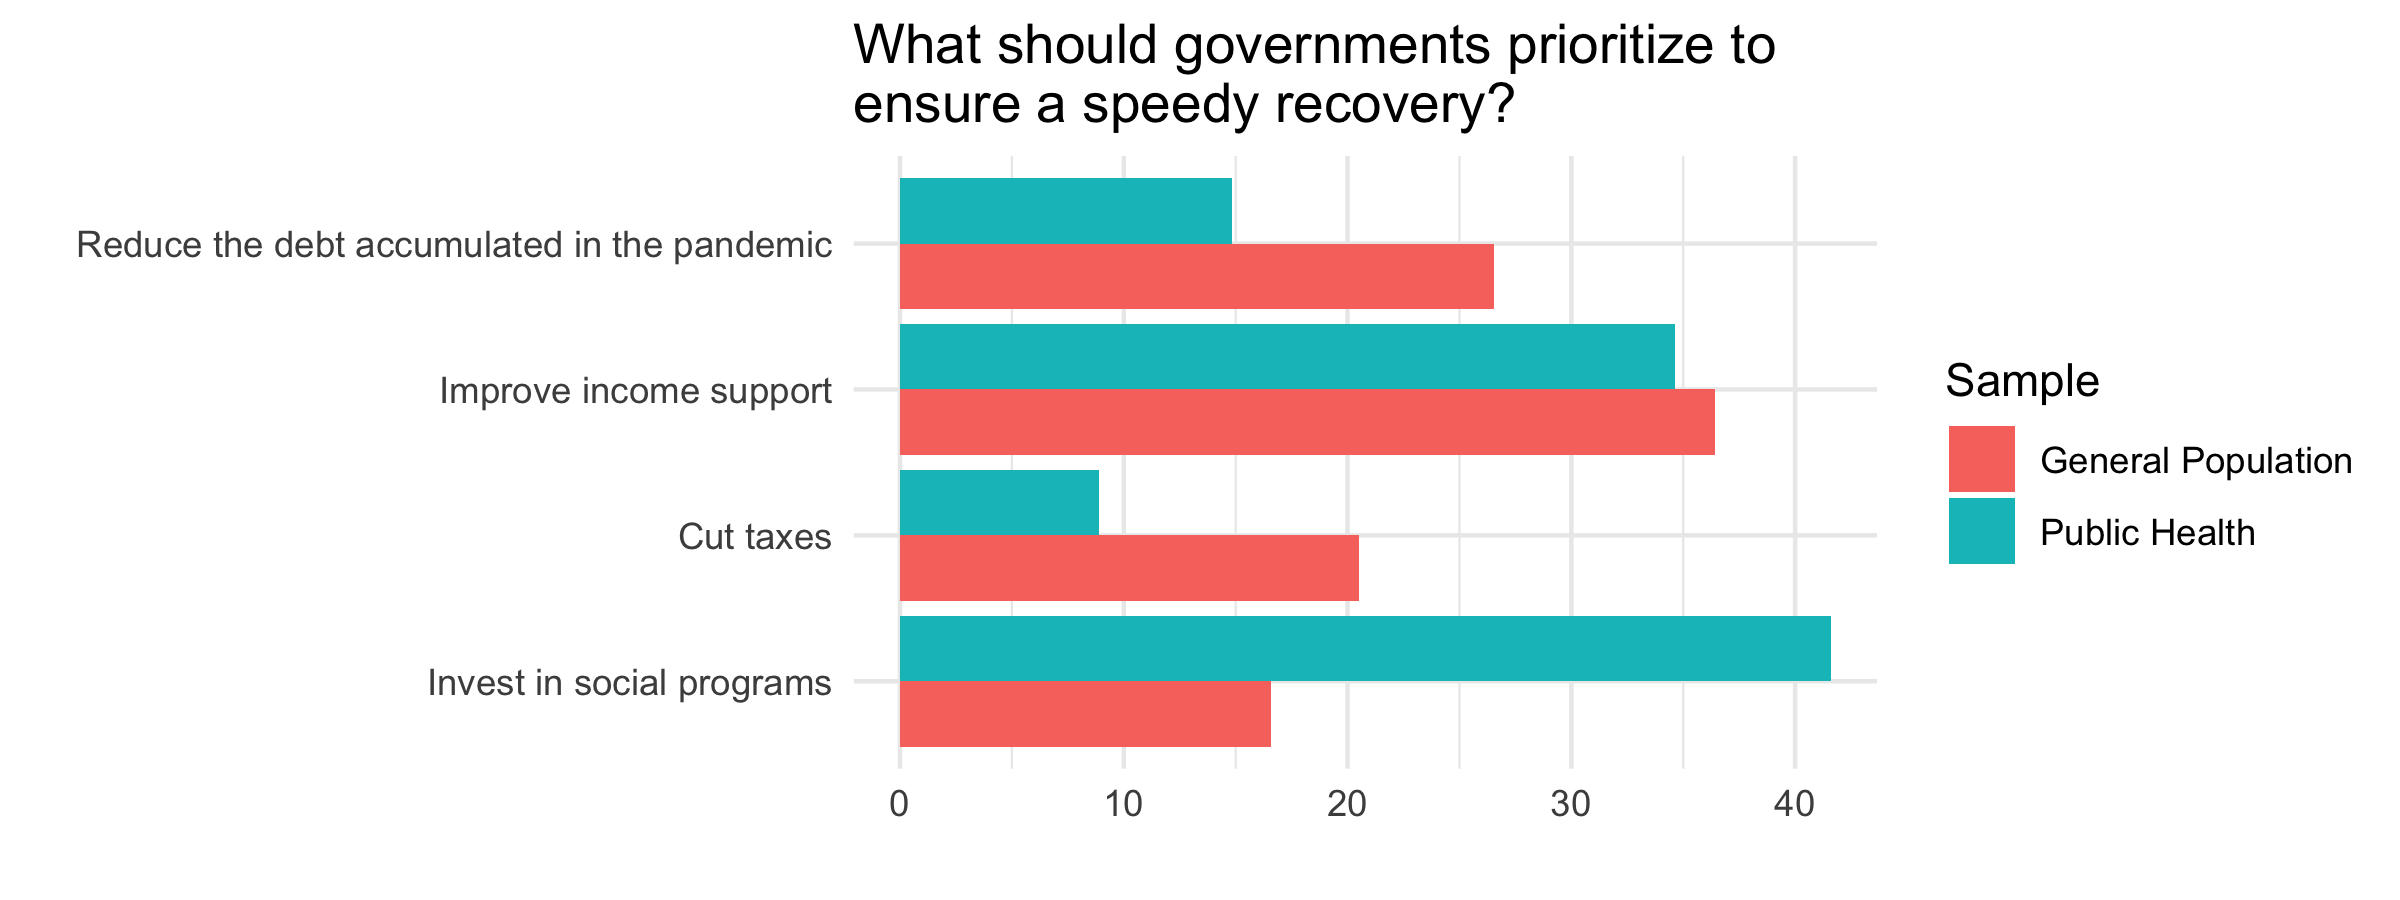 What should governments prioritize to
ensure a speedy recovery?
Reduce the debt accumulated in the pandemic
Improve income support
Cut taxes
Invest in social programs
0 10 20 30 40
Sample
General Population
Public Health